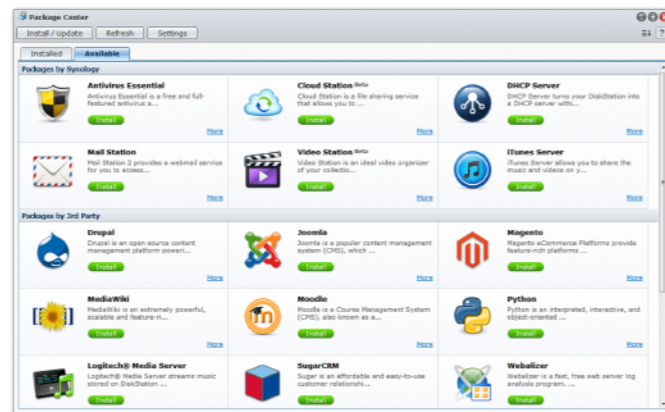 Package Center
Install / Update Refresh Settings
Installed Available
Packages by Synology
Antivirus Essential
Antivirus Essential is a free and full-
featured antivirus a...
Install
More
Cloud Station Beta
Cloud Station is a file sharing service
that allows you to ...
Install
More
DHCP Server
DHCP Server turns your DiskStation into
a DHCP server withi...
Install
More
Mail Station
Mail Station 2 provides a webmail service
for you to access...
Install
More
Video Station Beta
Video Station is an ideal video organizer
of your collectio...
Install
More
iTunes Server
iTunes Server allows you to share the
music and videos on y...
Install
More
Packages by 3rd Party
Drupal
Drupal is an open source content
management platform poweri...
Install
More
Joomla
Joomla is a popular content management
system (CMS), which ...
Install
More
Magento
Magento eCommerce Platforms provide
feature-rich platforms ...
Install
More
MediaWiki
MediaWiki is an extremely powerful,
scalable and feature-ri...
Install
More
Moodle
Moodle is a Course Management System
(CMS), also known as a...
Install
More
Python
Python is an interpreted, interactive, and
object-oriented ...
Install
More
Logitech® Media Server
Logitech® Media Server streams music
stored on DiskStation ...
Install
SugarCRM
Sugar is an affordable and easy-to-use
customer relationshi...
Install
Webalizer
Webalizer is a fast, free web server log
analysis program. ...
Install